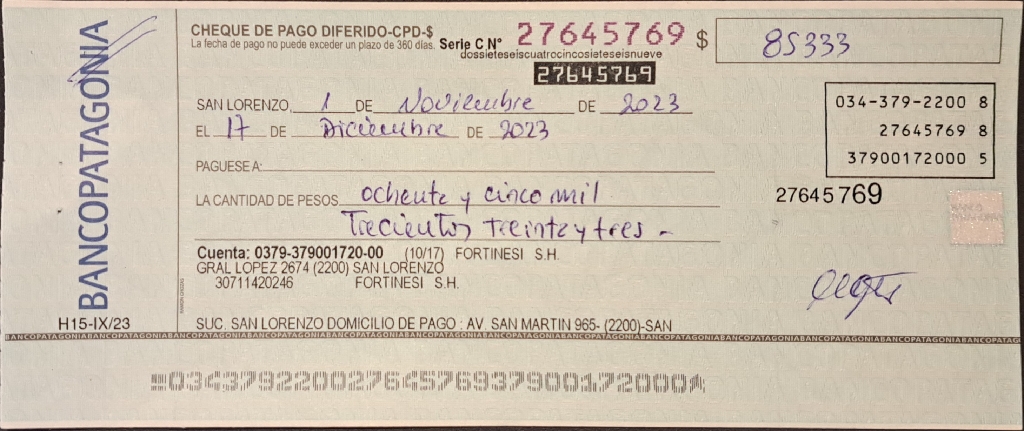 BANCOPATAGONIA
CHEQUE DE PAGO DIFERIDO-CPD-$
La fecha de pago no puede exceder un plazo de 360 días.
Serie C N° 27645769 $ 85333
dossieteseiscuatrocincosieteseisnueve
27645769
SAN LORENZO, 1 DE Noviembre DE 2023
EL 17 DE Diciembre DE 2023
034-379-2200 8
27645769 8
37900172000 5
PAGUESE A:
LA CANTIDAD DE PESOS ochenta y cinco mil
Trecientos treinta y tres -
27645769
Cuenta: 0379-379001720-00 (10/17) FORTINESI S.H.
GRAL LOPEZ 2674 (2200) SAN LORENZO
30711420246 FORTINESI S.H.
H15-IX/23
SUC. SAN LORENZO DOMICILIO DE PAGO : AV. SAN MARTIN 965- (2200)-SAN
BANCOPATAGONIABANCOPATAGONIABANCOPATAGONIABANCOPATAGONIABANCOPATAGONIABANCOPATAGONIABANCOPATAGONIA
034379220027645769379001720001